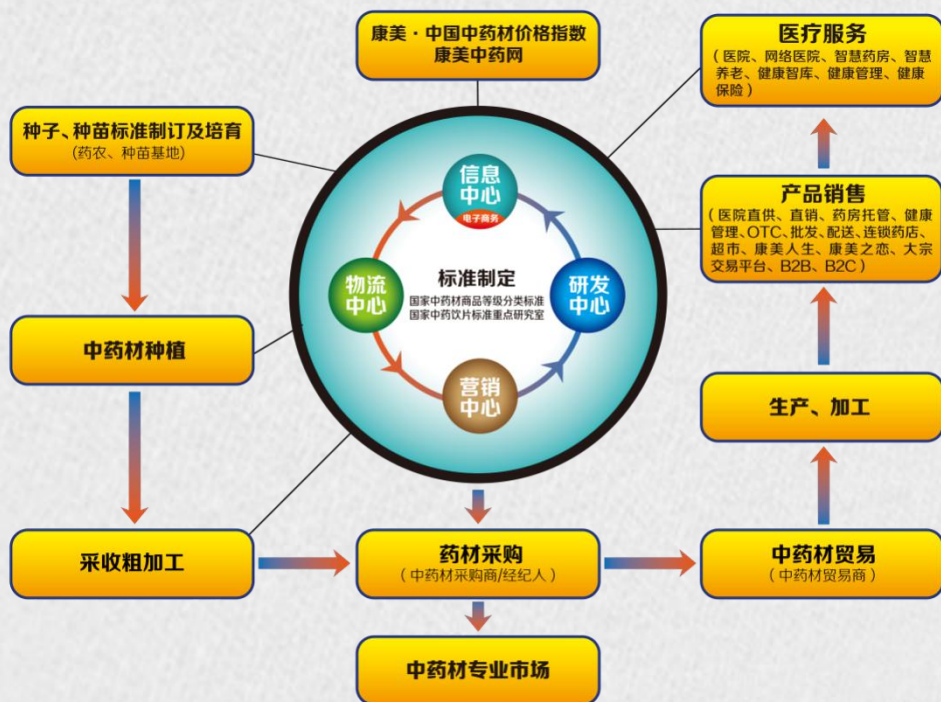 康美·中国中药材价格指数
康美中药网
医疗服务
（医院、网络医院、智慧药房、智慧
养老、健康智库、健康管理、健康
保险）
种子、种苗标准制订及培育
(药农、种苗基地)
产品销售
（医院直供、直销、药房托管、健康
管理、OTC、批发、配送、连锁药店、
超市、康美人生、康美之恋、大宗
交易平台、B2B、B2C）
信息
中心
电子商务
物流
中心
标准制定
国家中药材商品等级分类标准
国家中药饮片标准重点研究室
研发
中心
营销
中心
中药材种植
生产、加工
采收粗加工
药材采购
（中药材采购商/经纪人）
中药材贸易
（中药材贸易商）
中药材专业市场